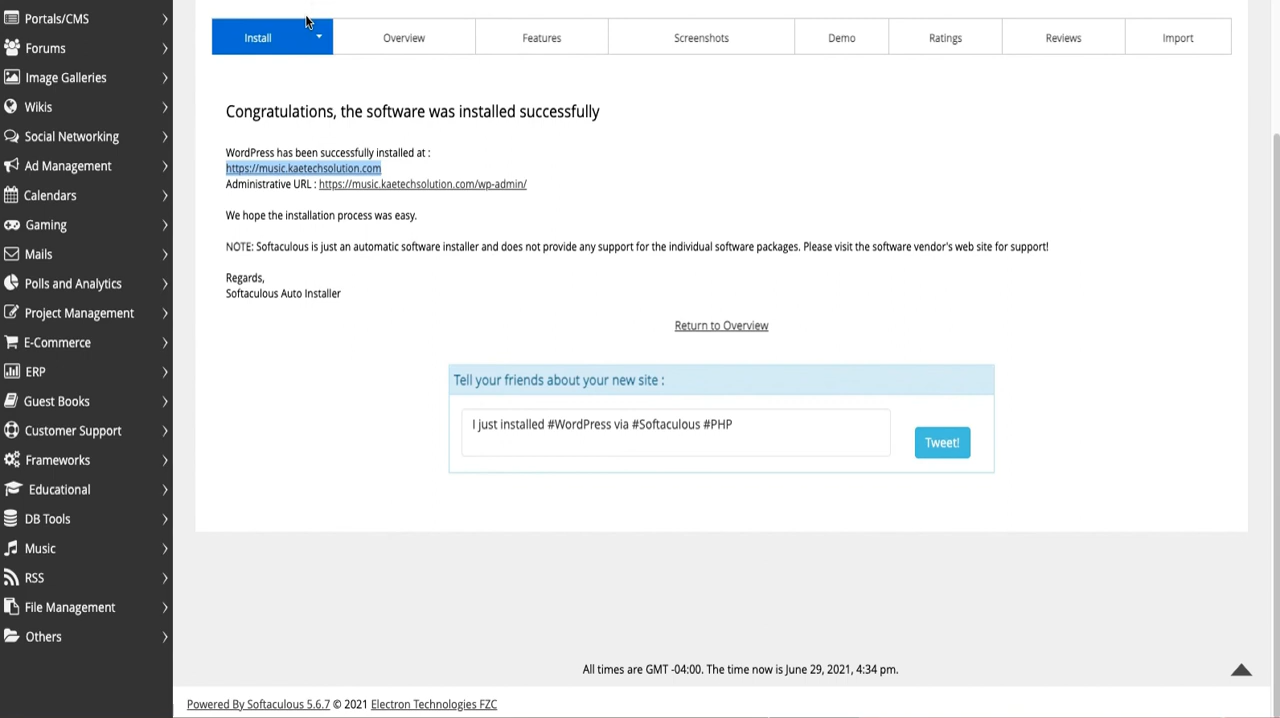 Portals/CMS
Forums
Image Galleries
Wikis
Social Networking
Ad Management
Calendars
Gaming
Mails
Polls and Analytics
Project Management
E-Commerce
ERP
Guest Books
Customer Support
Frameworks
Educational
DB Tools
Music
RSS
File Management
Others
Install Overview Features Screenshots Demo Ratings Reviews Import
Congratulations, the software was installed successfully
WordPress has been successfully installed at :
https://music.kaetechsolution.com
Administrative URL : https://music.kaetechsolution.com/wp-admin/
We hope the installation process was easy.
NOTE: Softaculous is just an automatic software installer and does not provide any support for the individual software packages. Please visit the software vendor's web site for support!
Regards,
Softaculous Auto Installer
Return to Overview
Tell your friends about your new site :
I just installed #WordPress via #Softaculous #PHP
Tweet!
All times are GMT -04:00. The time now is June 29, 2021, 4:34 pm.
Powered By Softaculous 5.6.7 © 2021 Electron Technologies FZC